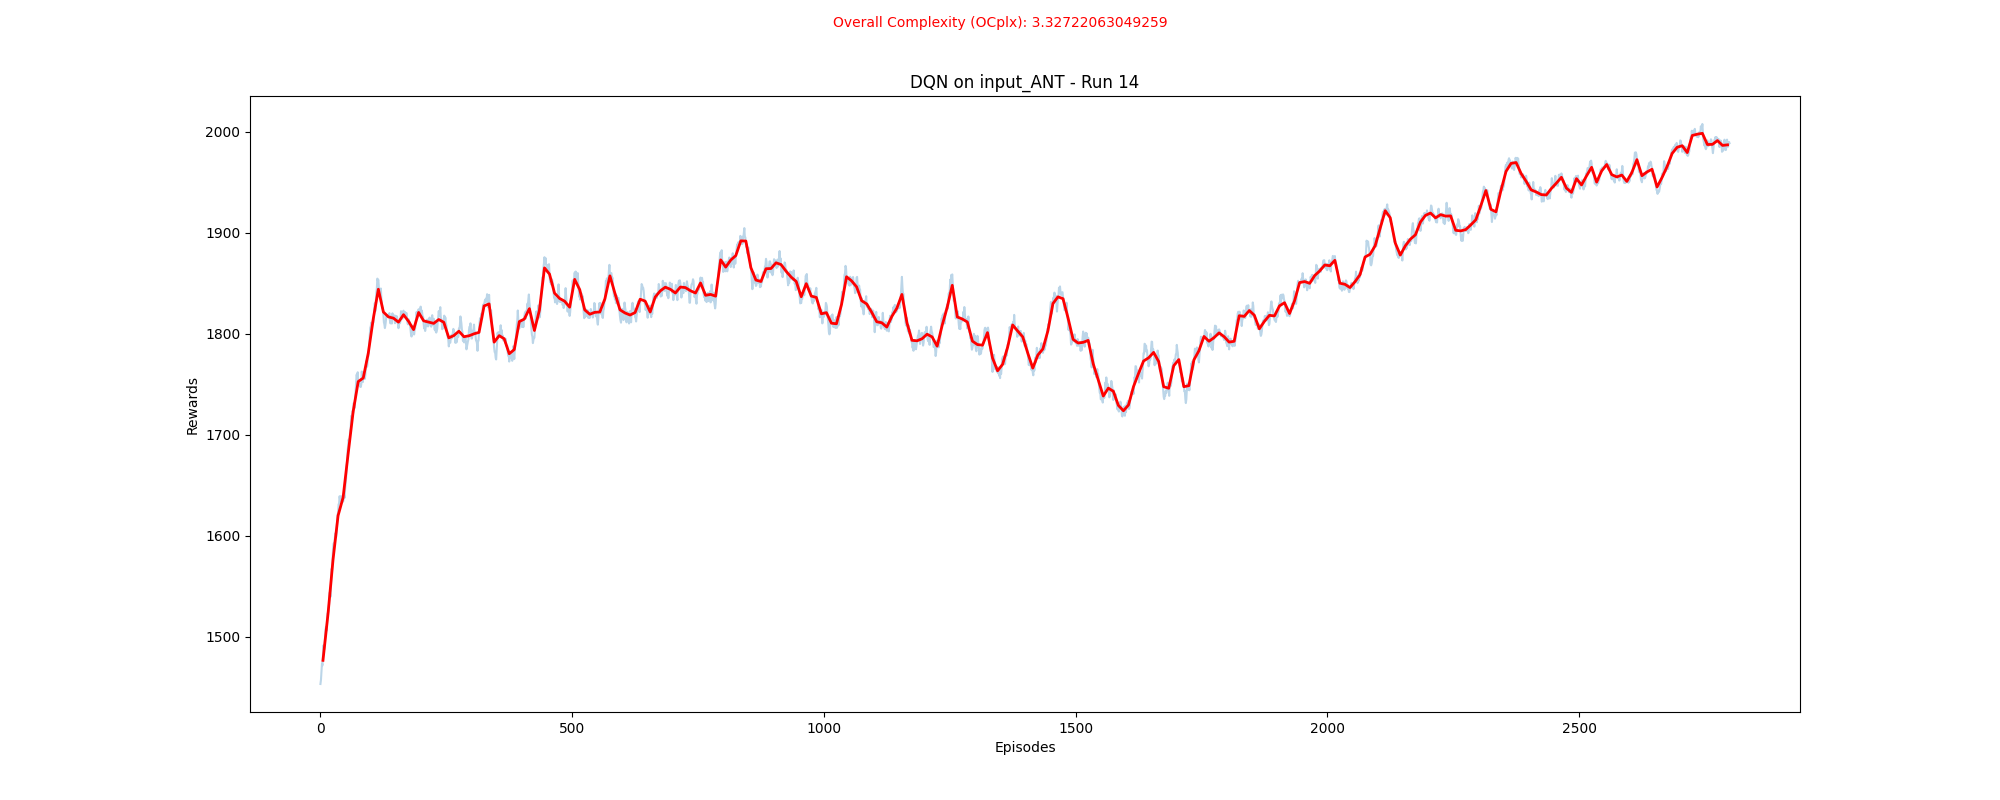 Overall Complexity (OCplx): 3.32722063049259
DQN on input_ANT - Run 14
2000
1900
1800
1700
1600
1500
Rewards
0 500 1000 1500 2000 2500
Episodes